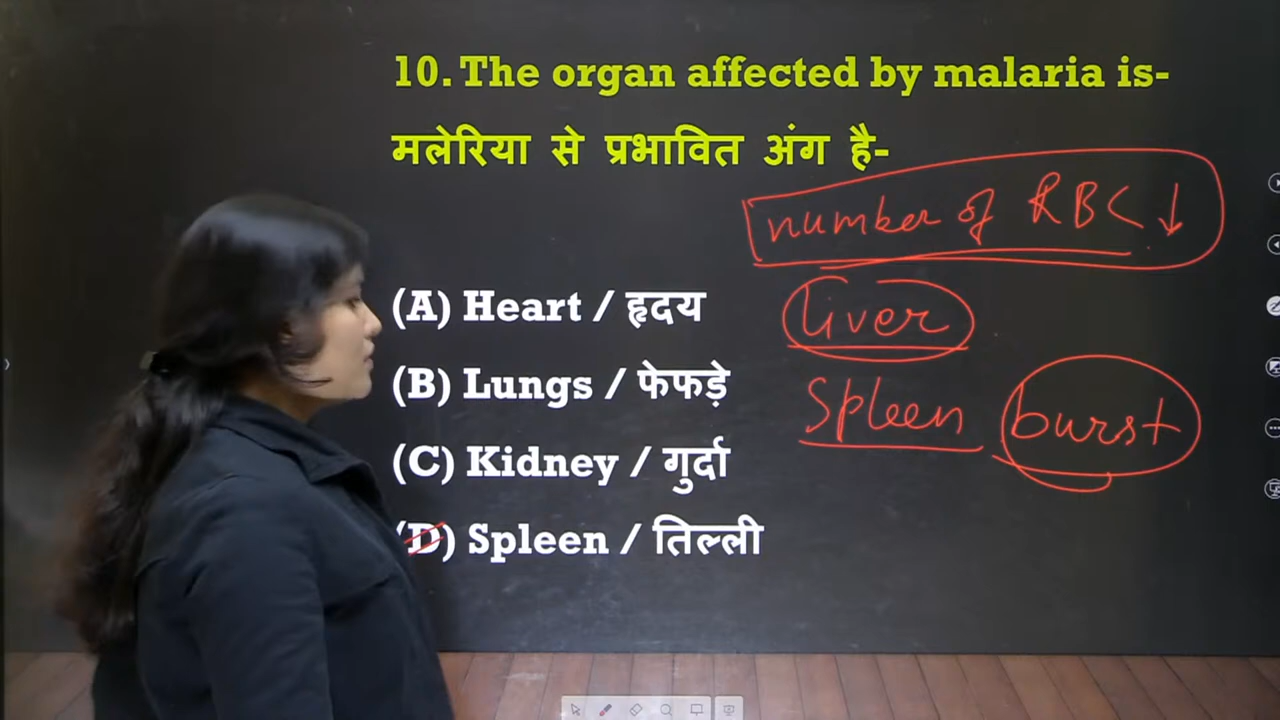 10. The organ affected by malaria is-
मलेरिया से प्रभावित अंग है-
number of RBC ↓
(A) Heart / हृदय
liver
(B) Lungs / फेफड़े
Spleen burst
(C) Kidney / गुर्दा
(D) Spleen / तिल्ली